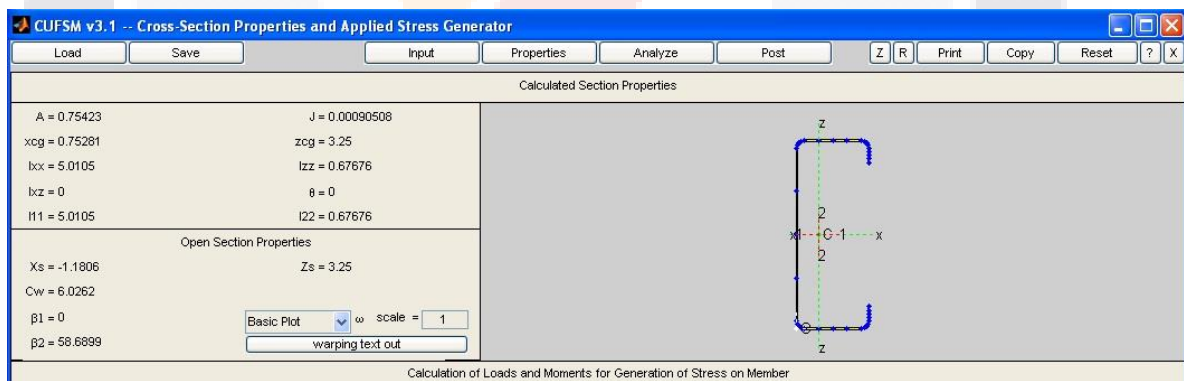 CUFSM v3.1 -- Cross-Section Properties and Applied Stress Generator
Load Save Input Properties Analyze Post Z R Print Copy Reset ? X
Calculated Section Properties
A = 0.75423 J = 0.00090508
xcg = 0.75281 zcg = 3.25
Ixx = 5.0105 Izz = 0.67676
Ixz = 0 θ = 0
I11 = 5.0105 I22 = 0.67676
Open Section Properties
Xs = -1.1806 Zs = 3.25
Cw = 6.0262
β1 = 0 Basic Plot ω scale = 1
β2 = 58.6899 warping text out
z
2
C 1 x
2
z
Calculation of Loads and Moments for Generation of Stress on Member